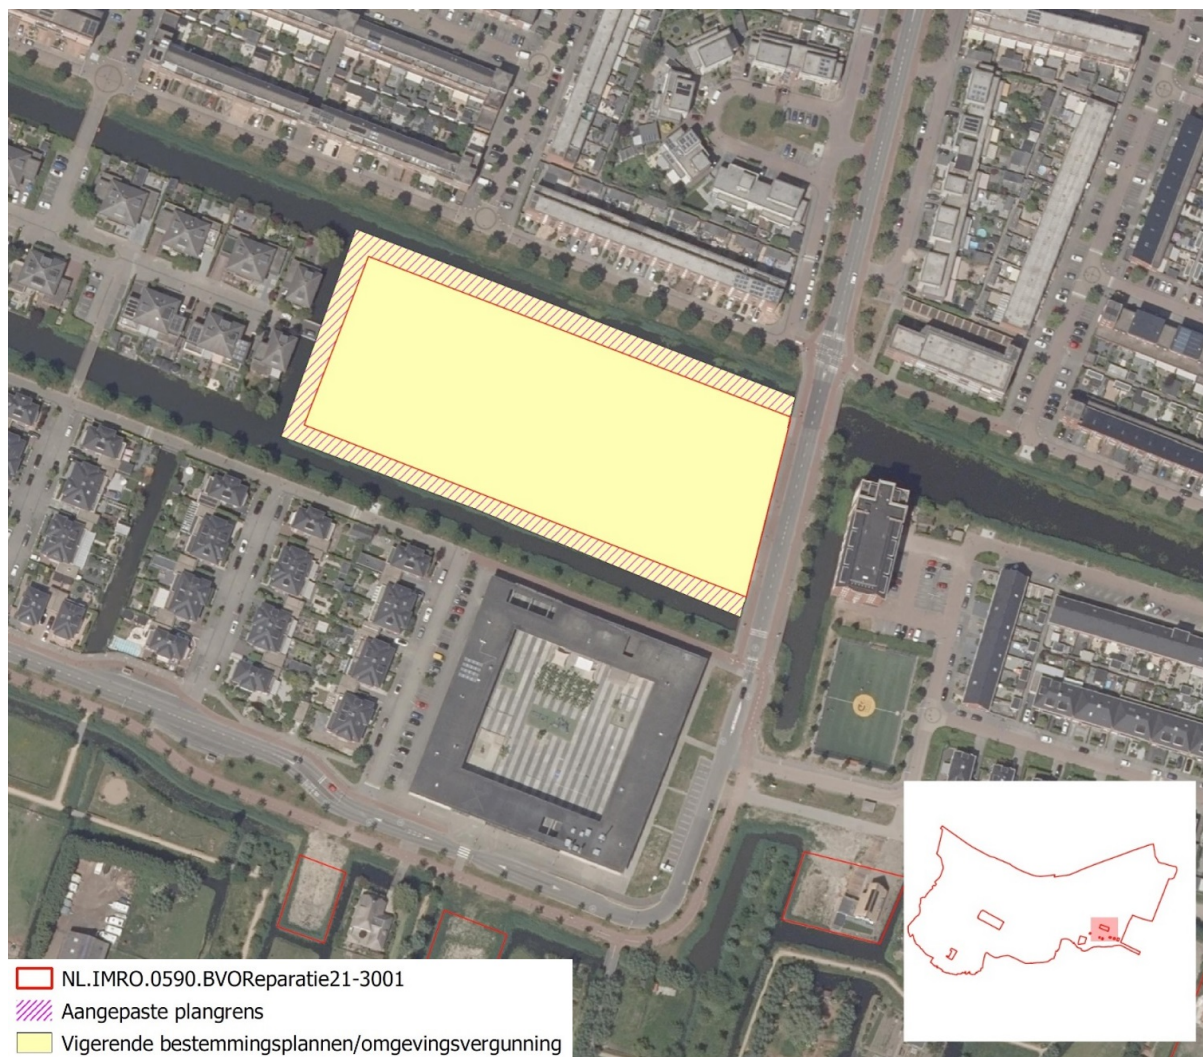 NL.IMRO.0590.BVOReparatie21-3001
Aangepaste plangrens
Vigerende bestemmingsplannen/omgevingsvergunning